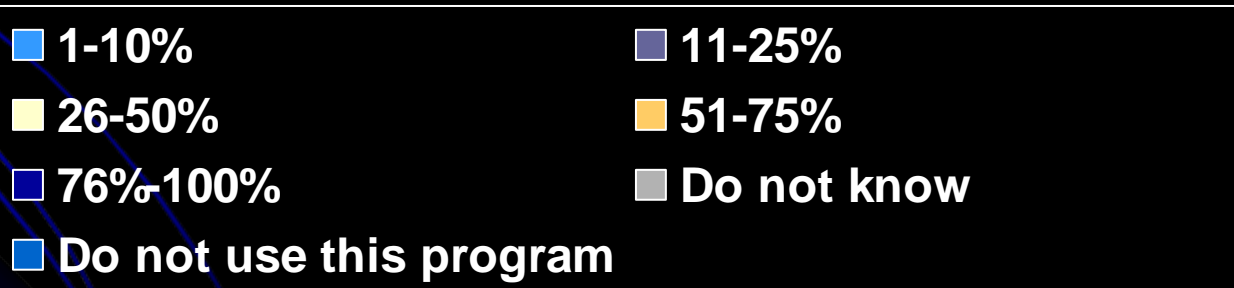 1-10% 11-25%
26-50% 51-75%
76%-100% Do not know
Do not use this program